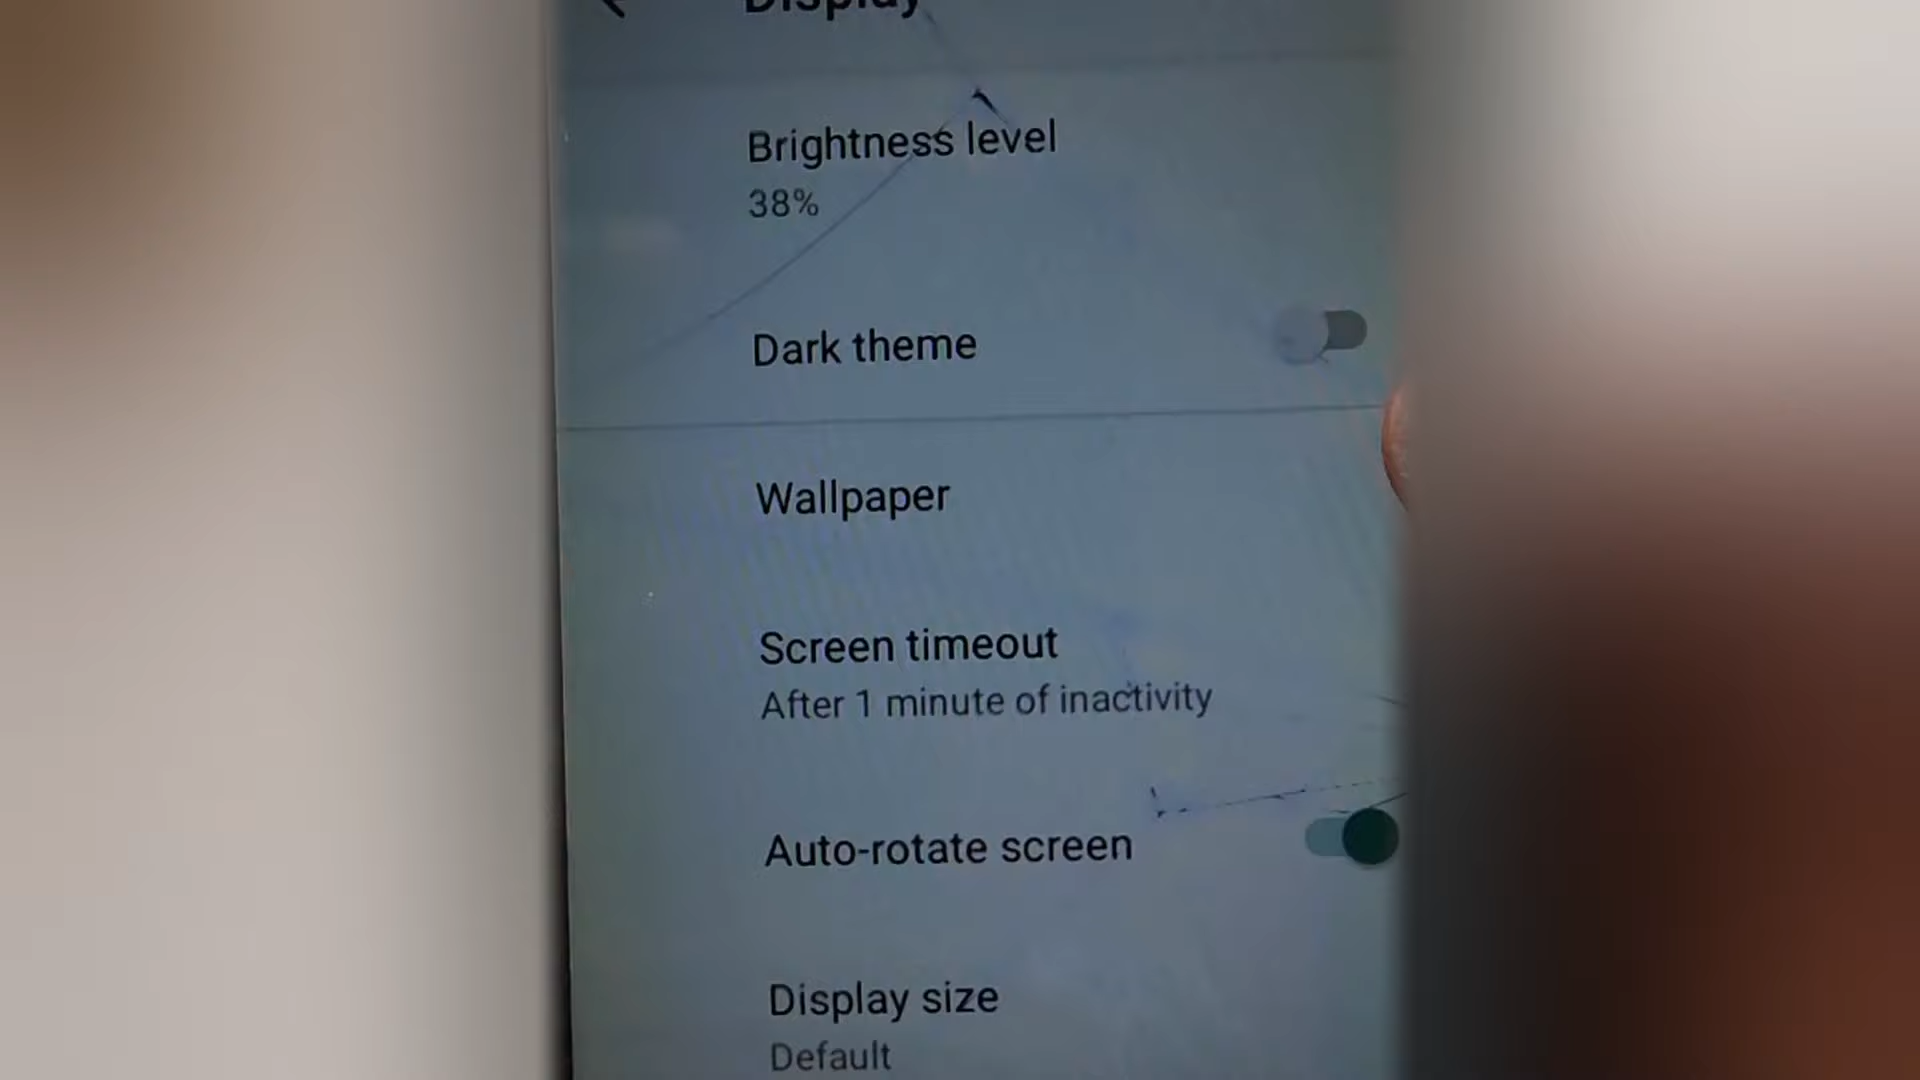 Display
Brightness level
38%
Dark theme
Wallpaper
Screen timeout
After 1 minute of inactivity
Auto-rotate screen
Display size
Default